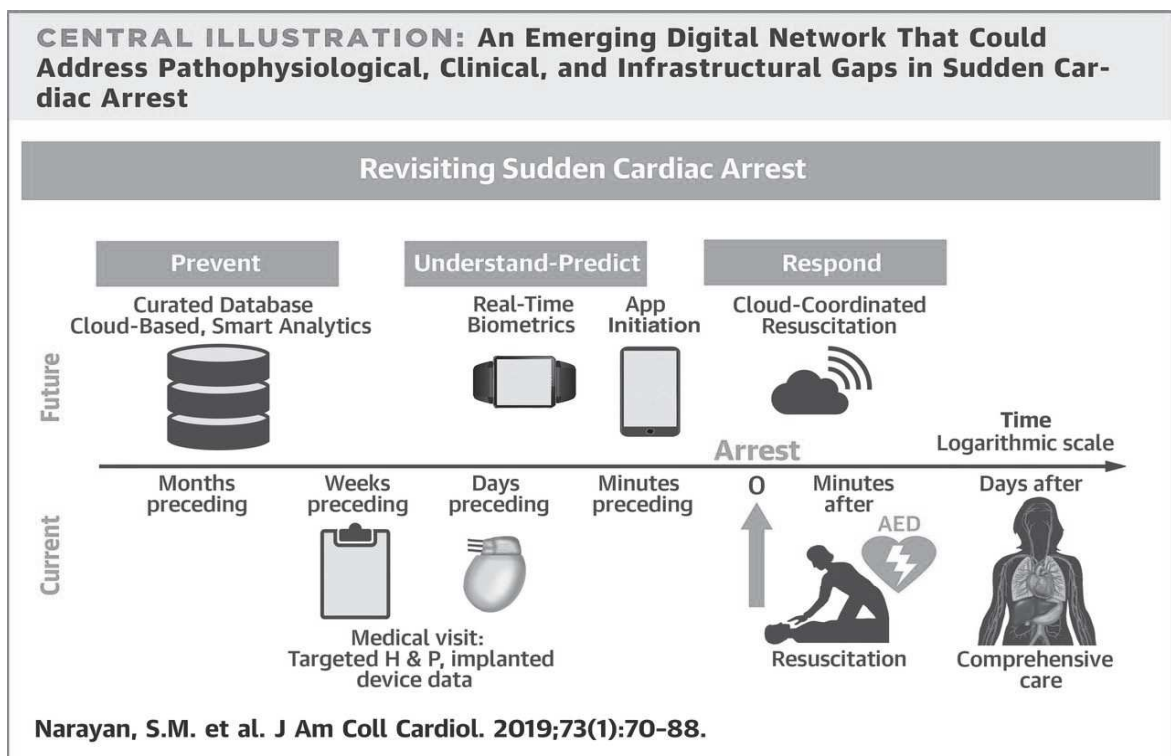 CENTRAL ILLUSTRATION: An Emerging Digital Network That Could
Address Pathophysiological, Clinical, and Infrastructural Gaps in Sudden Car-
diac Arrest
Revisiting Sudden Cardiac Arrest
Prevent
Understand-Predict
Respond
Curated Database
Cloud-Based, Smart Analytics
Real-Time
Biometrics
App
Initiation
Cloud-Coordinated
Resuscitation
Future
Time
Logarithmic scale
Arrest
Months
preceding
Weeks
preceding
Days
preceding
Minutes
preceding
0
Minutes
after
Days after
Current
AED
Medical visit:
Targeted H & P, implanted
device data
Resuscitation
Comprehensive
care
Narayan, S.M. et al. J Am Coll Cardiol. 2019;73(1):70–88.